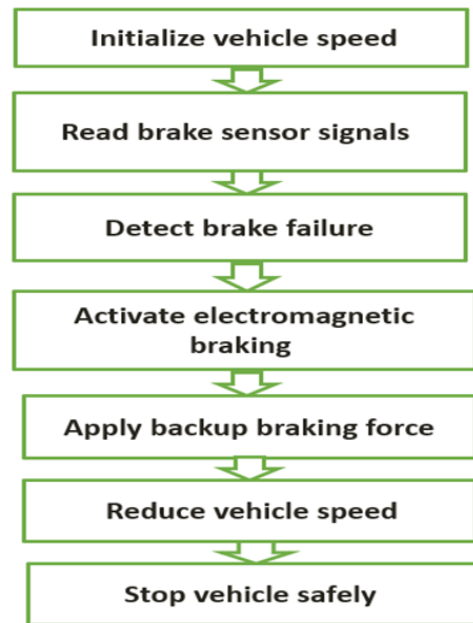 Initialize vehicle speed
Read brake sensor signals
Detect brake failure
Activate electromagnetic
braking
Apply backup braking force
Reduce vehicle speed
Stop vehicle safely